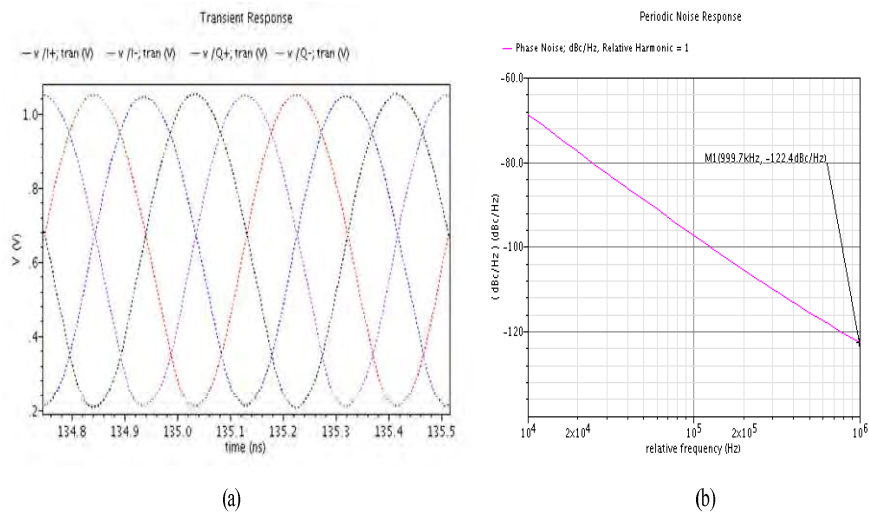 Transient Response
v /I+; tran (V) v /I-; tran (V) v /Q+; tran (V) v /Q-; tran (V)
V (V)
1.0
.8
.6
.4
.2
134.8 134.9 135.0 135.1 135.2 135.3 135.4 135.5
time (ns)
(a)
Periodic Noise Response
Phase Noise; dBc/Hz, Relative Harmonic = 1
( dBc/Hz ) (dBc/Hz)
-60.0
-80.0
-100
-120
M1(999.7kHz, -122.4dBc/Hz)
10⁴ 2x10⁴ 10⁵ 2x10⁵ 10⁶
relative frequency (Hz)
(b)